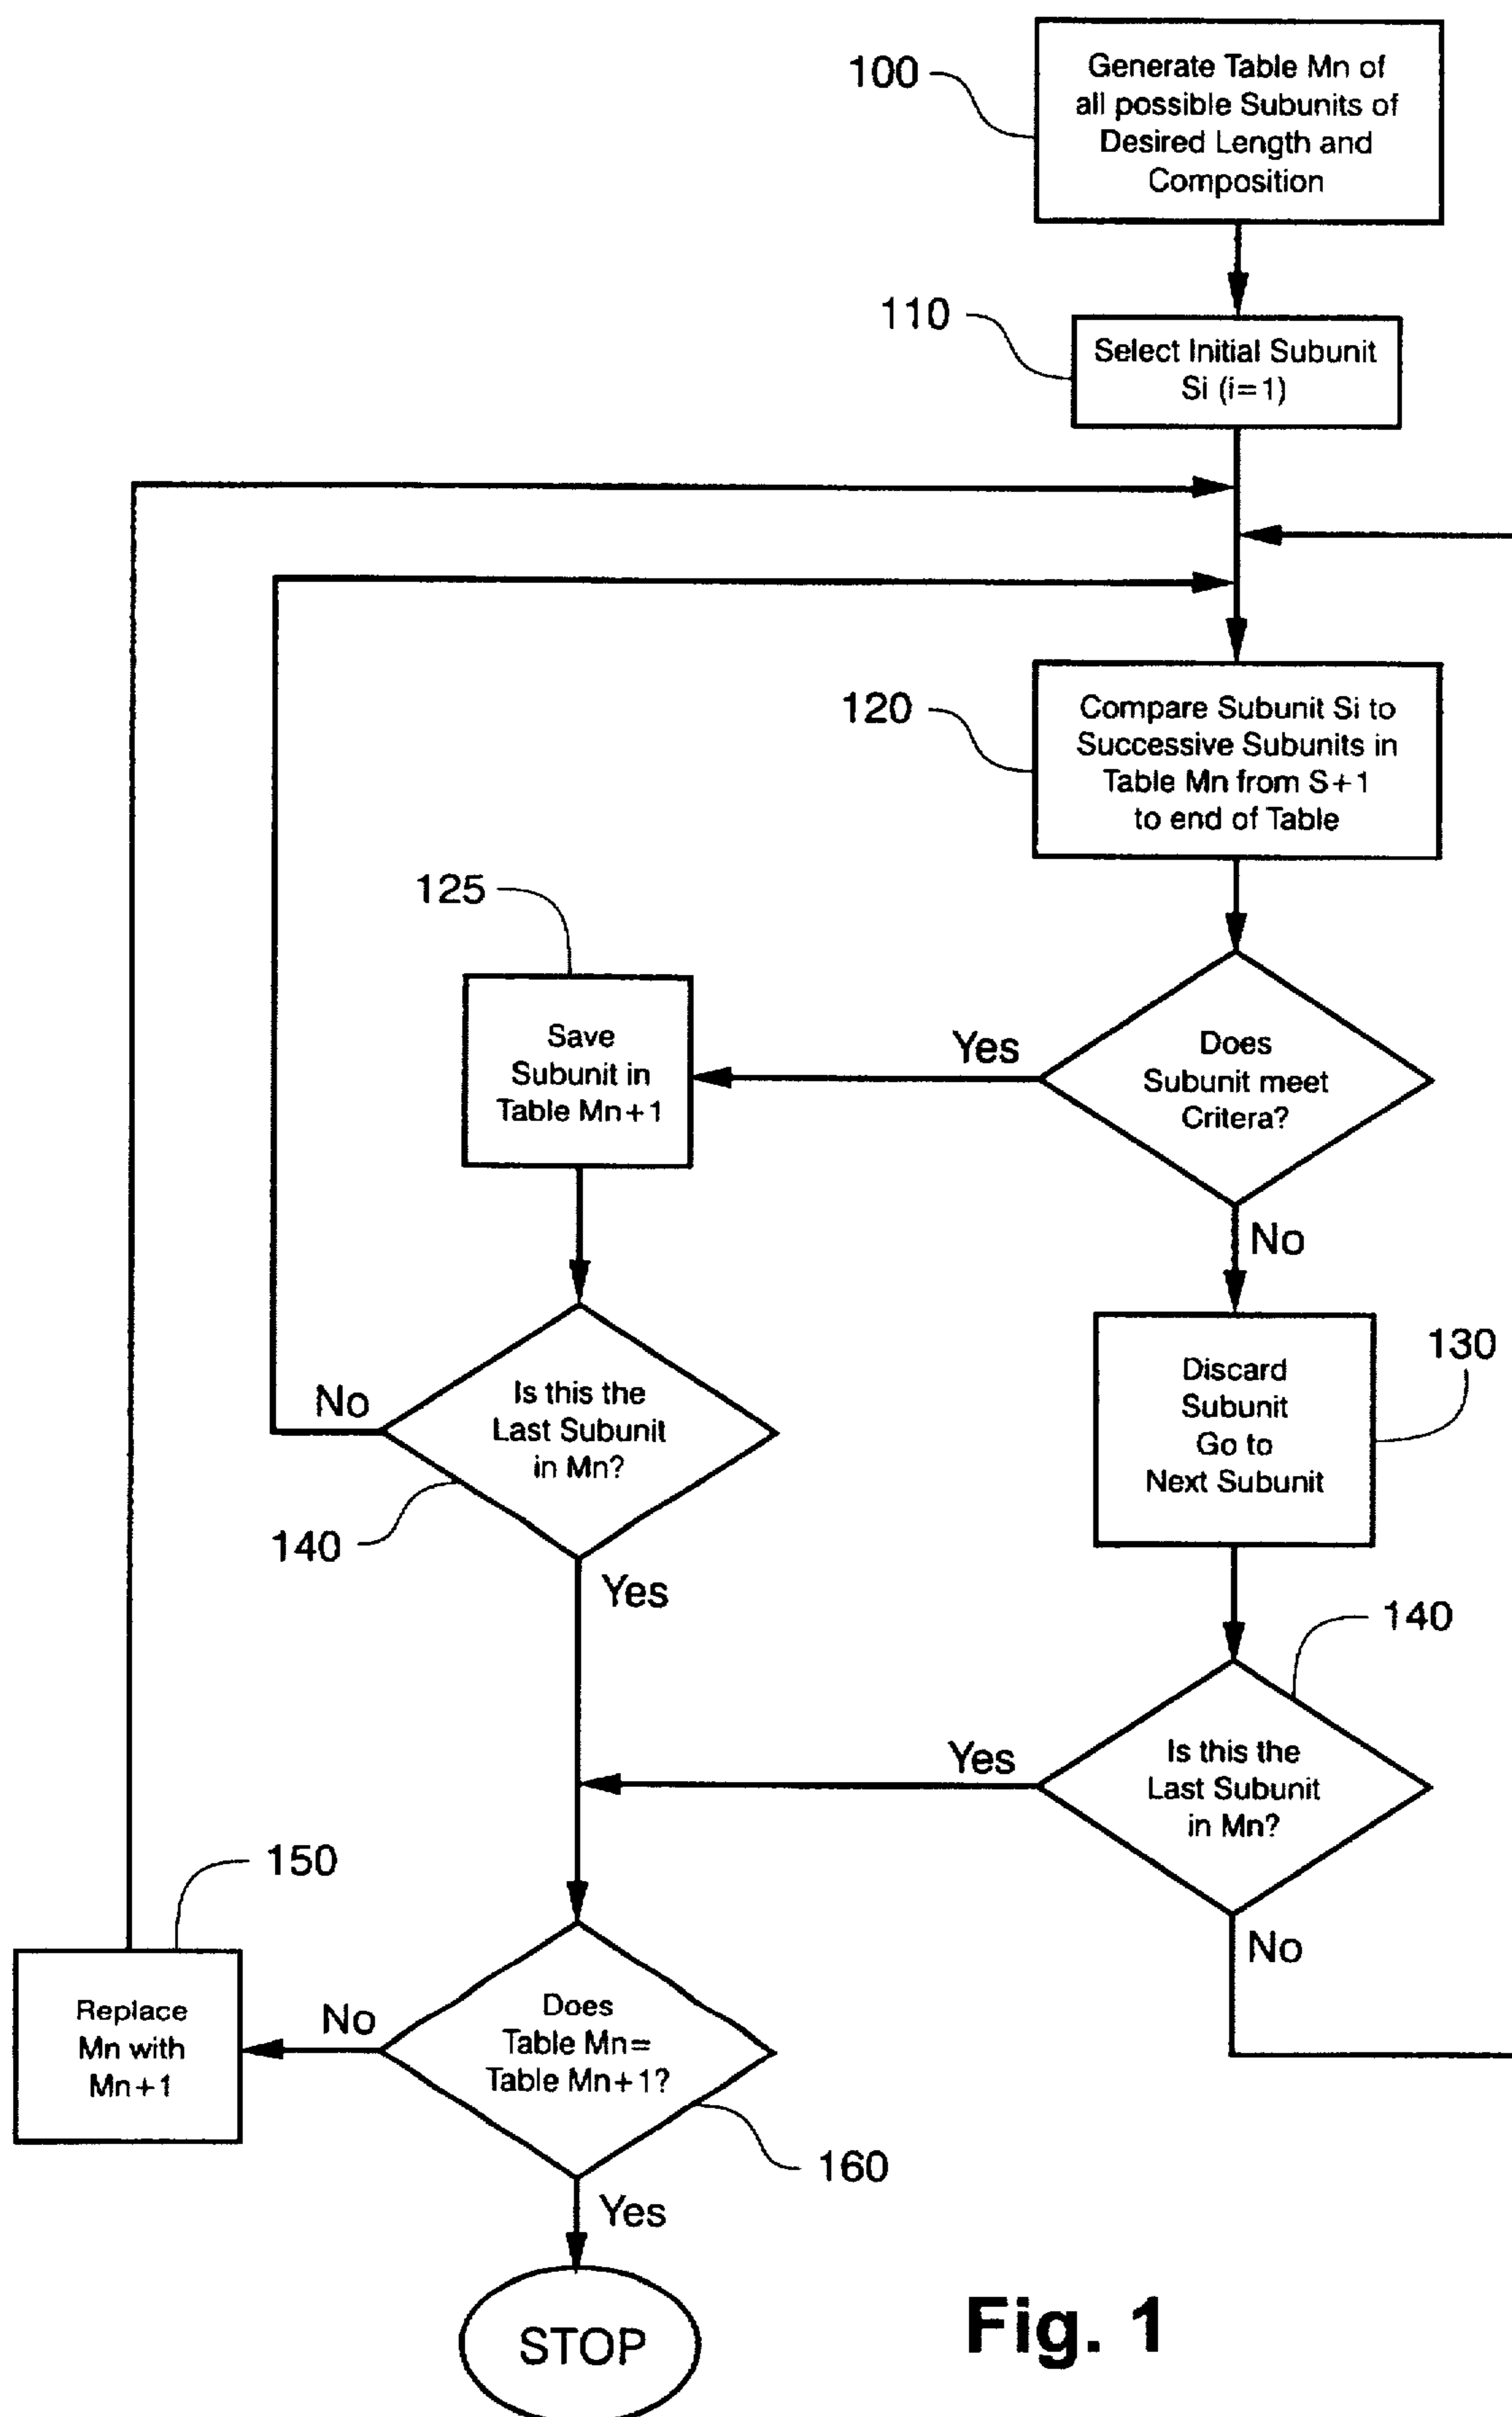 100
Generate Table Mn of
all possible Subunits of
Desired Length and
Composition
110
Select Initial Subunit
Si (i=1)
120
Compare Subunit Si to
Successive Subunits in
Table Mn from S+1
to end of Table
125
Save
Subunit in
Table Mn+1
Yes
Does
Subunit meet
Critera?
No
130
Discard
Subunit
Go to
Next Subunit
No
Is this the
Last Subunit
in Mn?
140
Yes
140
Yes
Is this the
Last Subunit
in Mn?
No
150
Replace
Mn with
Mn+1
No
Does
Table Mn=
Table Mn+1?
160
Yes
STOP
Fig. 1